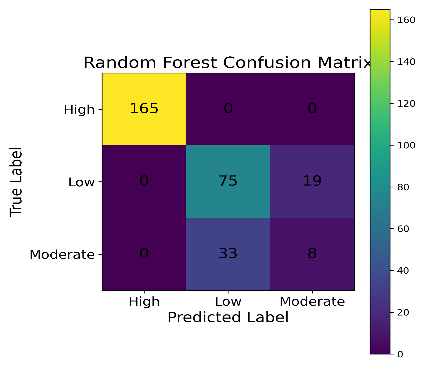 Random Forest Confusion Matrix
True Label
High
Low
Moderate
165 0 0
0 75 19
0 33 8
High Low Moderate
Predicted Label
160
140
120
100
80
60
40
20
0